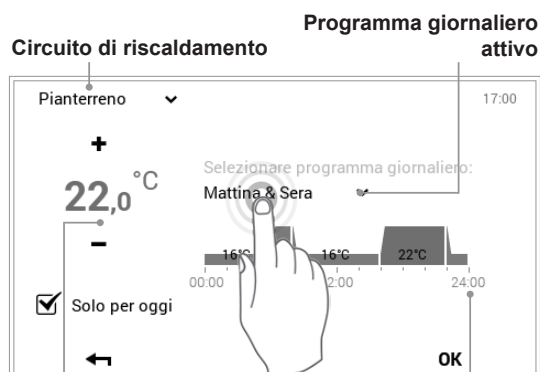 Programma giornaliero
attivo
Circuito di riscaldamento
Pianterreno
17:00
+
Selezionare programma giornaliero:
22,0 °C
Mattina & Sera
–
16°C 16°C 22°C
00:00 2:00 24:00
Solo per oggi
OK